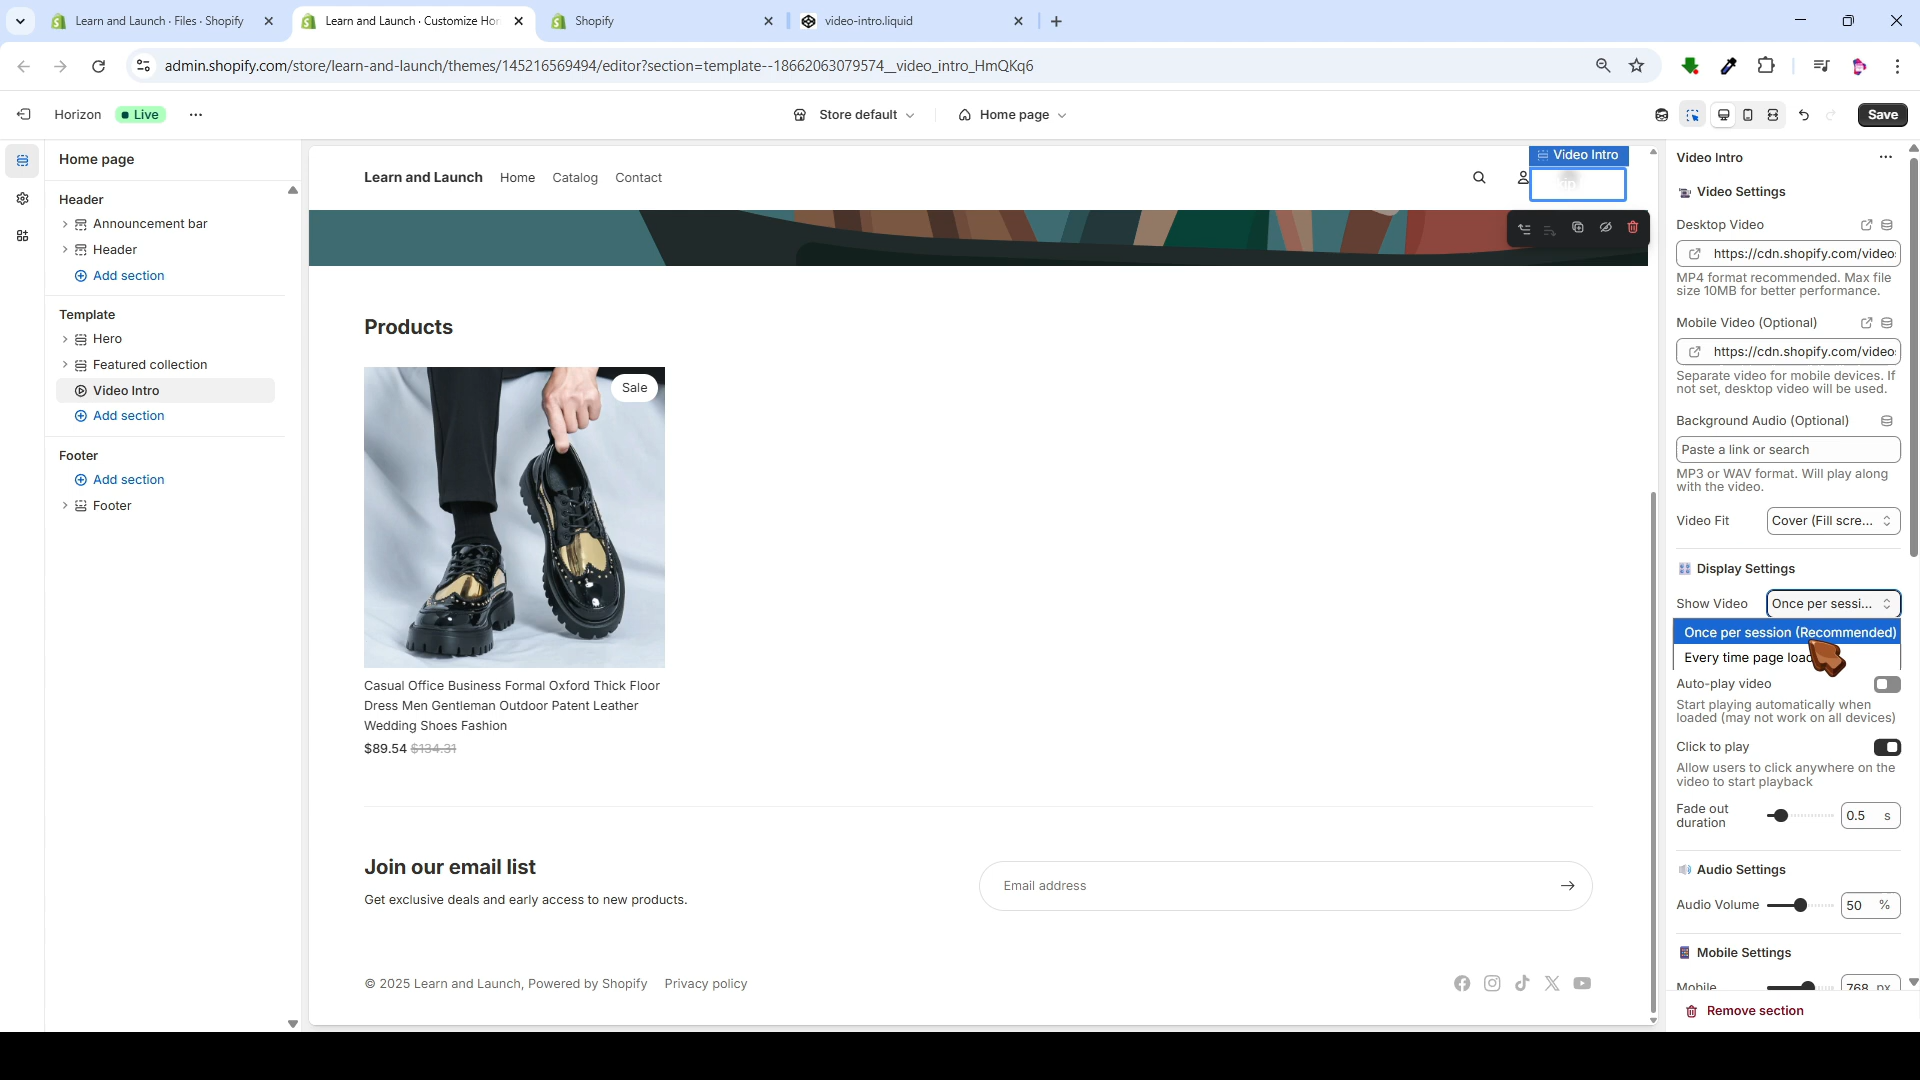 Learn and Launch · Files · Shopify
Learn and Launch · Customize Hor
Shopify
video-intro.liquid
admin.shopify.com/store/learn-and-launch/themes/145216569494/editor?section=template--18662063079574__video_intro_HmQKq6
Horizon
Live
Store default
Home page
Save
Home page
Header
Announcement bar
Header
Add section
Template
Hero
Featured collection
Video Intro
Add section
Footer
Add section
Footer
Video Intro
Learn and Launch
Home
Catalog
Contact
Products
Sale
Casual Office Business Formal Oxford Thick Floor
Dress Men Gentleman Outdoor Patent Leather
Wedding Shoes Fashion
$89.54 $134.31
Join our email list
Get exclusive deals and early access to new products.
Email address
© 2025 Learn and Launch, Powered by Shopify
Privacy policy
Video Intro
Video Settings
Desktop Video
https://cdn.shopify.com/video
MP4 format recommended. Max file
size 10MB for better performance.
Mobile Video (Optional)
https://cdn.shopify.com/video
Separate video for mobile devices. If
not set, desktop video will be used.
Background Audio (Optional)
Paste a link or search
MP3 or WAV format. Will play along
with the video.
Video Fit
Cover (Fill scre...
Display Settings
Show Video
Once per sessi...
Once per session (Recommended)
Every time page
Auto-play video
Start playing automatically when
loaded (may not work on all devices)
Click to play
Allow users to click anywhere on the
video to start playback
Fade out
duration
0.5 s
Audio Settings
Audio Volume
50 %
Mobile Settings
Mobile
768 px
Remove section